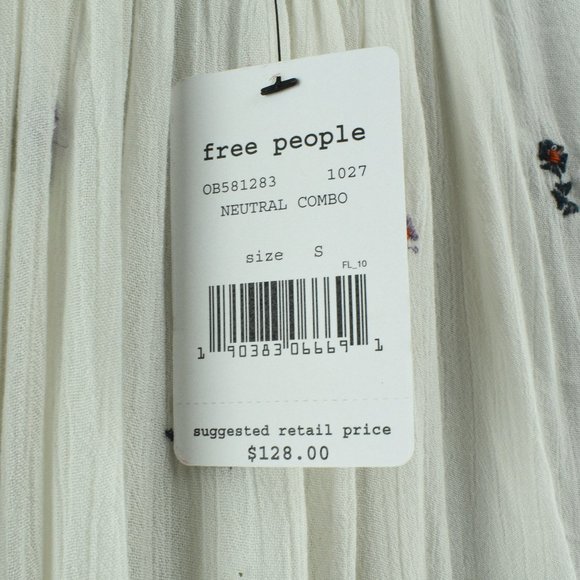 free people
OB581283 1027
NEUTRAL COMBO
size S
FL_10
1 90383 06669 1
suggested retail price
$128.00